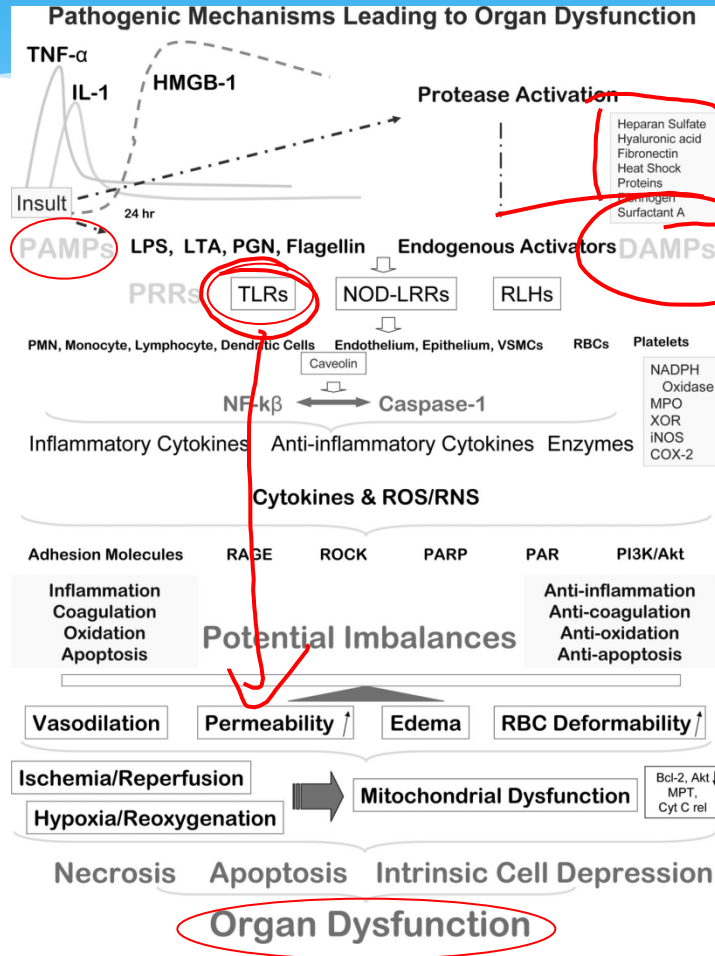 Pathogenic Mechanisms Leading to Organ Dysfunction
TNF-α
IL-1
HMGB-1
Protease Activation
Heparan Sulfate
Hyaluronic acid
Fibronectin
Heat Shock
Proteins
Fibrinogen
Surfactant A
Insult
24 hr
PAMPs LPS, LTA, PGN, Flagellin Endogenous Activators DAMPs
PRRs TLRs NOD-LRRs RLHs
PMN, Monocyte, Lymphocyte, Dendritic Cells Endothelium, Epithelium, VSMCs RBCs Platelets
Caveolin
NADPH
Oxidase
MPO
XOR
iNOS
COX-2
NF-kβ Caspase-1
Inflammatory Cytokines Anti-inflammatory Cytokines Enzymes
Cytokines & ROS/RNS
Adhesion Molecules RAGE ROCK PARP PAR PI3K/Akt
Inflammation
Coagulation
Oxidation
Apoptosis
Potential Imbalances
Anti-inflammation
Anti-coagulation
Anti-oxidation
Anti-apoptosis
Vasodilation Permeability Edema RBC Deformability
Ischemia/Reperfusion
Hypoxia/Reoxygenation
Mitochondrial Dysfunction
Bcl-2, Akt
MPT,
Cyt C rel
Necrosis Apoptosis Intrinsic Cell Depression
Organ Dysfunction